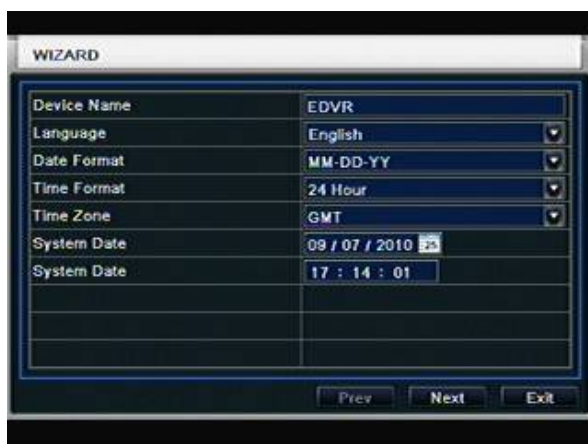 WIZARD
Device Name EDVR
Language English
Date Format MM-DD-YY
Time Format 24 Hour
Time Zone GMT
System Date 09 / 07 / 2010 25
System Date 17 : 14 : 01
Prev Next Exit